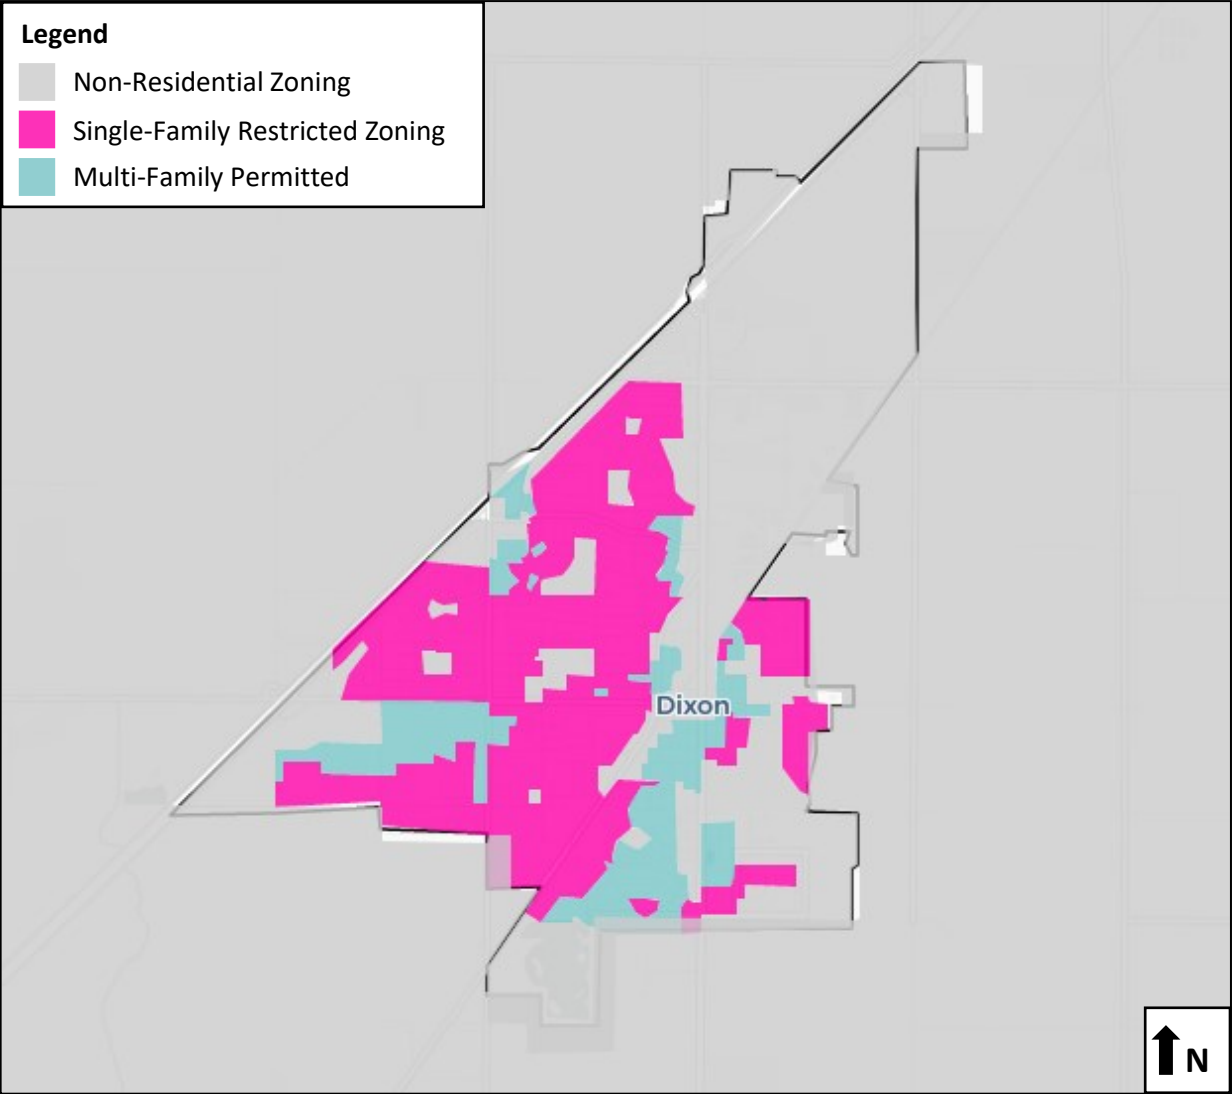 Legend
Non-Residential Zoning
Single-Family Restricted Zoning
Multi-Family Permitted
Dixon
N